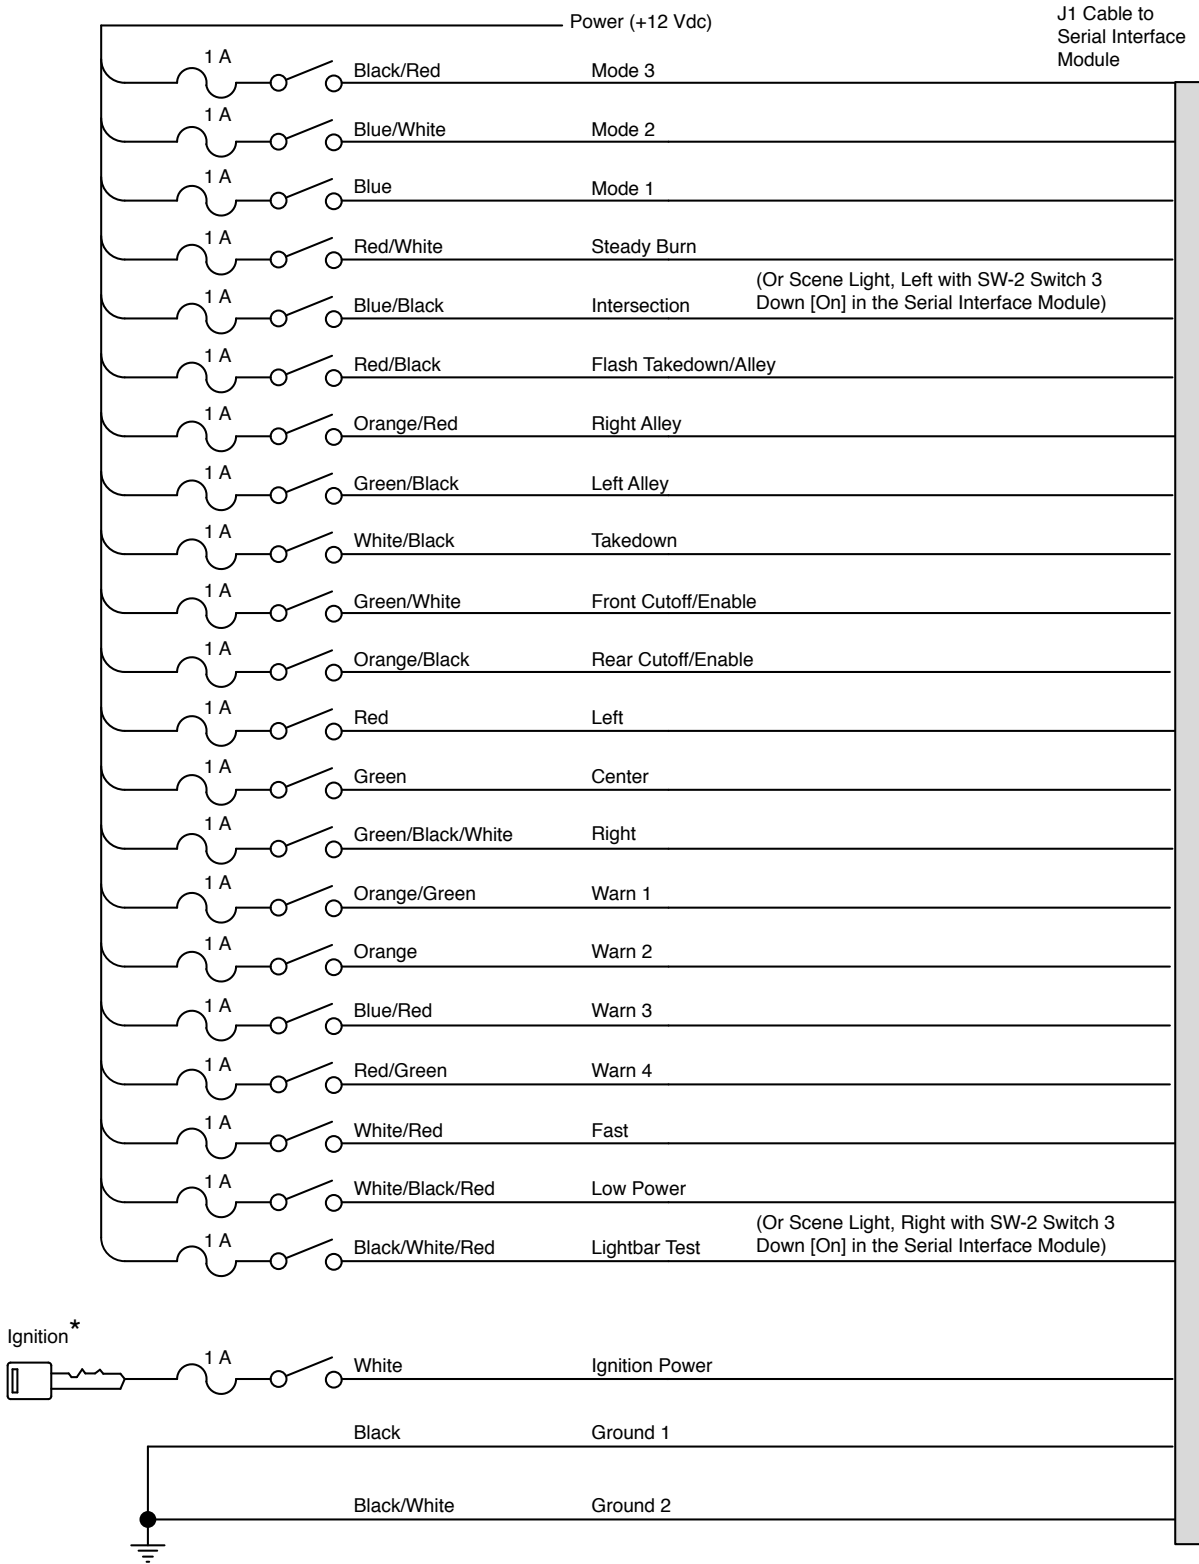 Power (+12 Vdc)
J1 Cable to
Serial Interface
Module
1 A Black/Red Mode 3
1 A Blue/White Mode 2
1 A Blue Mode 1
1 A Red/White Steady Burn
(Or Scene Light, Left with SW-2 Switch 3
Down [On] in the Serial Interface Module)
1 A Blue/Black Intersection
1 A Red/Black Flash Takedown/Alley
1 A Orange/Red Right Alley
1 A Green/Black Left Alley
1 A White/Black Takedown
1 A Green/White Front Cutoff/Enable
1 A Orange/Black Rear Cutoff/Enable
1 A Red Left
1 A Green Center
1 A Green/Black/White Right
1 A Orange/Green Warn 1
1 A Orange Warn 2
1 A Blue/Red Warn 3
1 A Red/Green Warn 4
1 A White/Red Fast
1 A White/Black/Red Low Power
(Or Scene Light, Right with SW-2 Switch 3
Down [On] in the Serial Interface Module)
1 A Black/White/Red Lightbar Test
Ignition*
1 A White Ignition Power
Black Ground 1
Black/White Ground 2